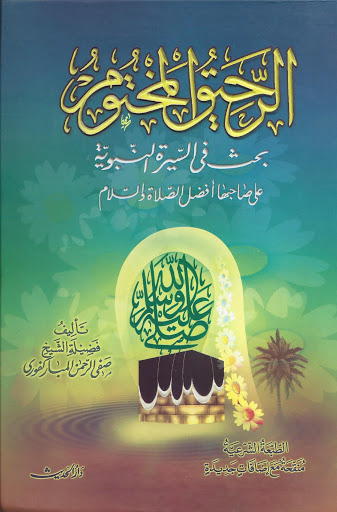 الرحيق المختوم
بحث في السيرة النبوية
على صاحبها أفضل الصلاة والسلام
صلى الله عليه وسلم
تأليف
فضيلة الشيخ
صفي الرحمن المباركفوري
الطبعة الشرعية
منقحة مع إضافات جديدة
دار الحديث